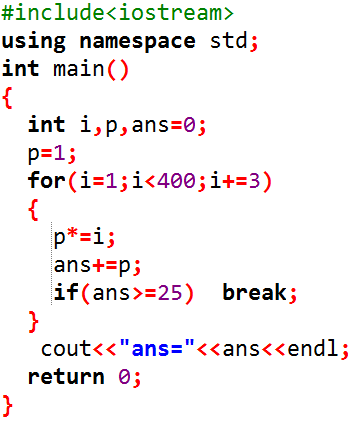 #include<iostream>
using namespace std;
int main()
{
int i,p,ans=0;
p=1;
for(i=1;i<400;i+=3)
{
p*=i;
ans+=p;
if(ans>=25) break;
}
cout<<"ans="<<ans<<endl;
return 0;
}